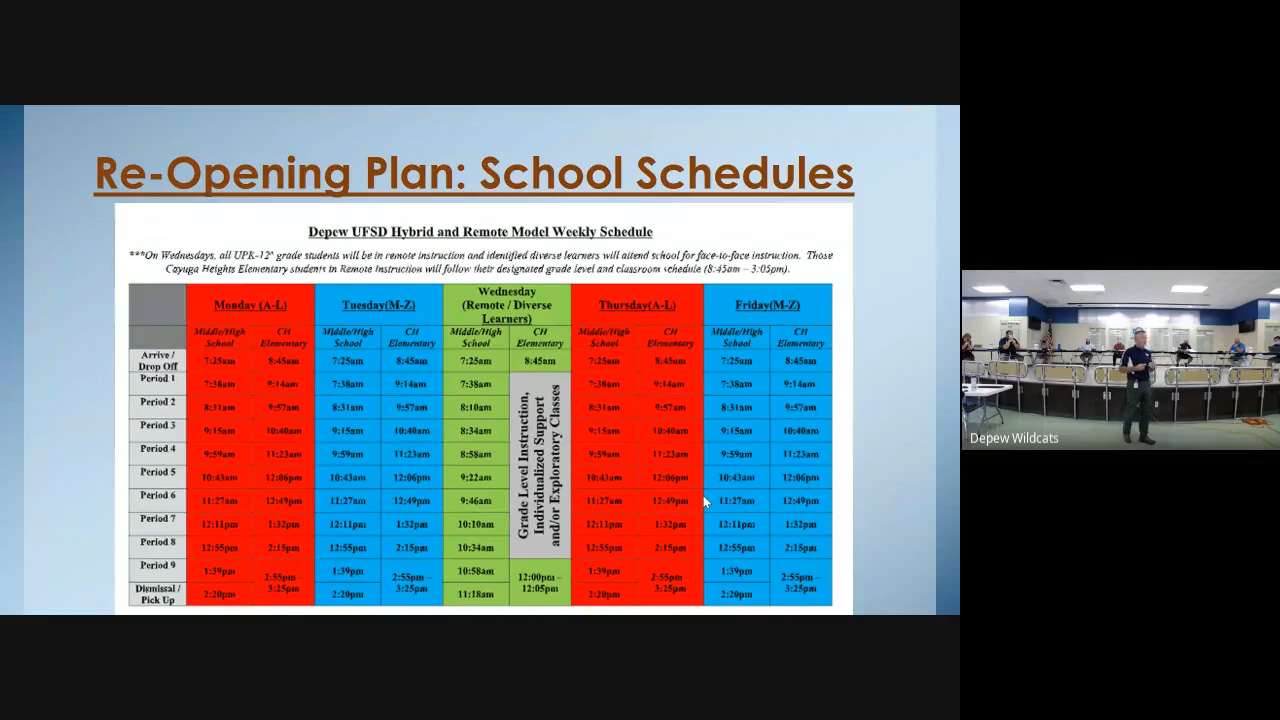 Re-Opening Plan: School Schedules
Depew UFSD Hybrid and Remote Model Weekly Schedule
***On Wednesdays, all UPK-12th grade students will be in remote instruction and identified diverse learners will attend school for face-to-face instruction. Those
Cayuga Heights Elementary students in Remote Instruction will follow their designated grade level and classroom schedule (8:45am – 3:05pm).
Monday (A-L) Tuesday(M-Z) Wednesday (Remote / Diverse Learners) Thursday(A-L) Friday(M-Z)
Middle/High School CH Elementary Middle/High School CH Elementary Middle/High School CH Elementary Middle/High School CH Elementary Middle/High School CH Elementary
Arrive / Drop Off 7:25am 8:45am 7:25am 8:45am 7:25am 8:45am 7:25am 8:45am 7:25am 8:45am
Period 1 7:38am 9:14am 7:38am 9:14am 7:38am 7:38am 9:14am 7:38am 9:14am
Period 2 8:31am 9:57am 8:31am 9:57am 8:10am 8:31am 9:57am 8:31am 9:57am
Period 3 9:15am 10:40am 9:15am 10:40am 8:34am 9:15am 10:40am 9:15am 10:40am
Period 4 9:59am 11:23am 9:59am 11:23am 8:58am 9:59am 11:23am 9:59am 11:23am
Period 5 10:43am 12:06pm 10:43am 12:06pm 9:22am 10:43am 12:06pm 10:43am 12:06pm
Period 6 11:27am 12:49pm 11:27am 12:49pm 9:46am 11:27am 12:49pm 11:27am 12:49pm
Period 7 12:11pm 1:32pm 12:11pm 1:32pm 10:10am 12:11pm 1:32pm 12:11pm 1:32pm
Period 8 12:55pm 2:15pm 12:55pm 2:15pm 10:34am 12:55pm 2:15pm 12:55pm 2:15pm
Grade Level Instruction,
Individualized Support
and/or Exploratory Classes
Period 9 1:39pm 2:55pm – 3:25pm 1:39pm 2:55pm – 3:25pm 10:58am 12:00pm – 12:05pm 1:39pm 2:55pm – 3:25pm 1:39pm 2:55pm – 3:25pm
Dismissal / Pick Up 2:20pm 2:20pm 11:18am 2:20pm 2:20pm
Depew Wildcats